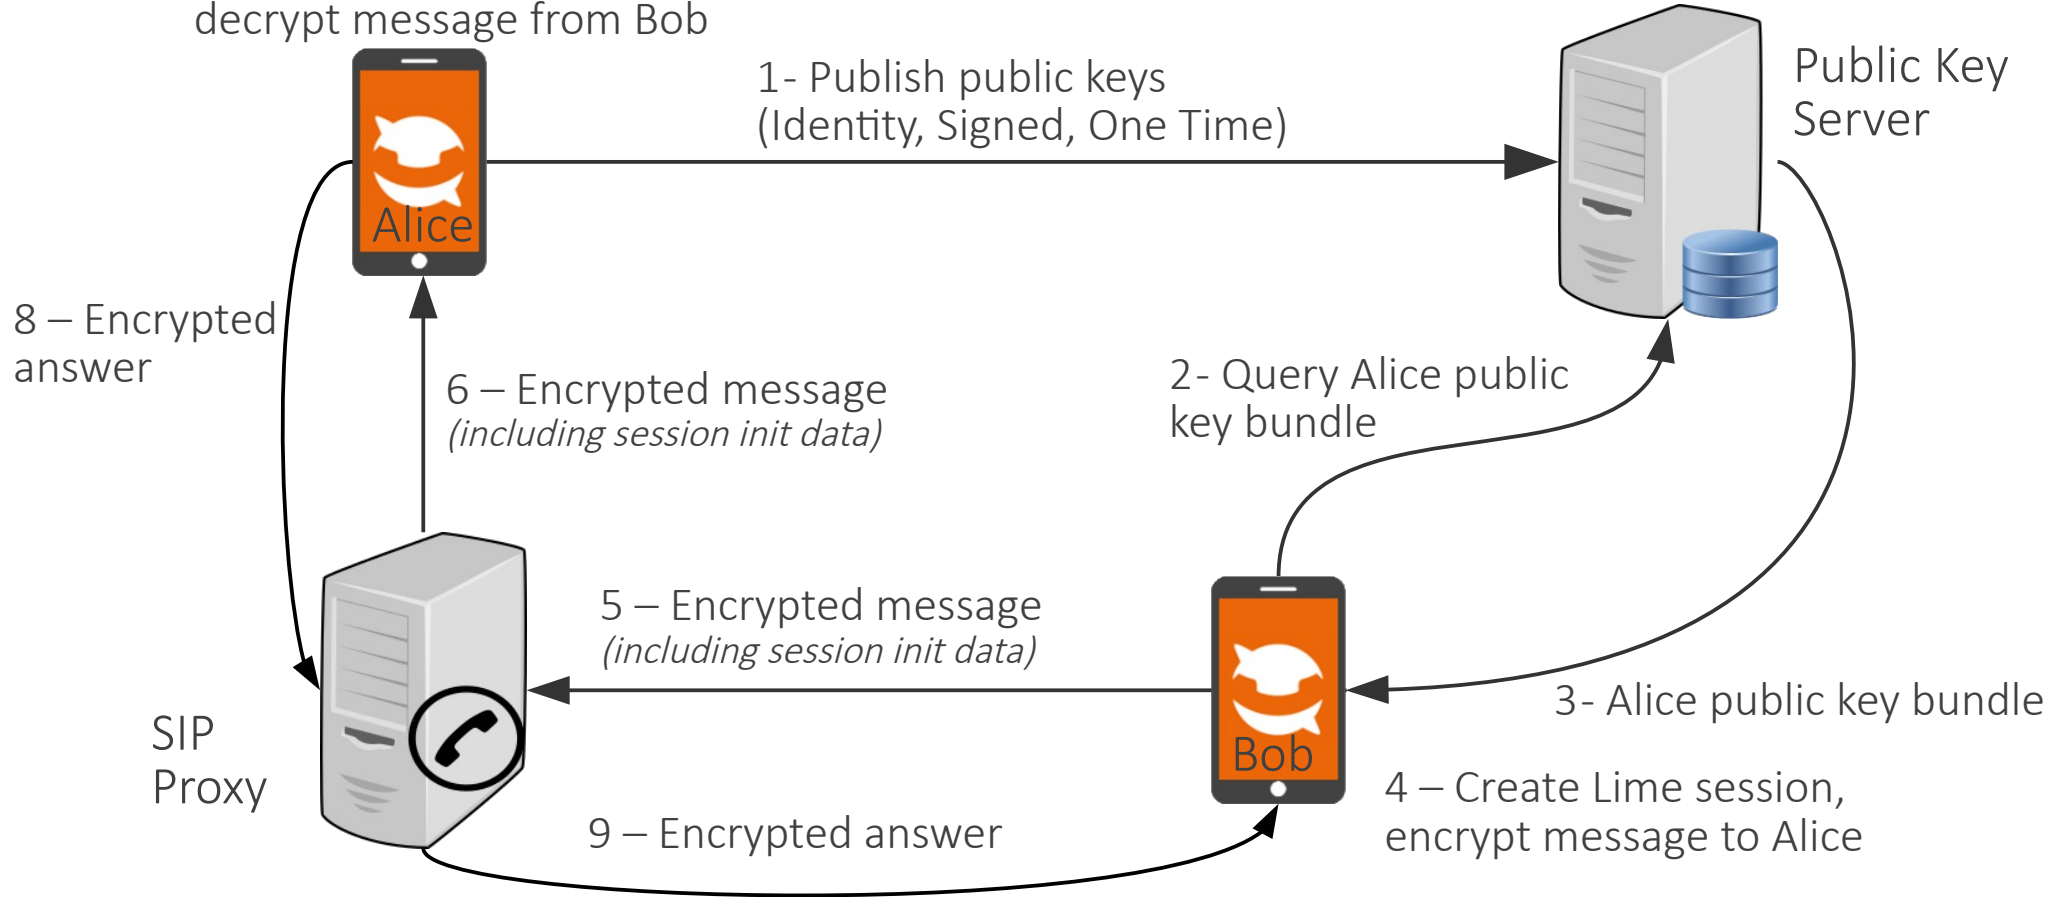 decrypt message from Bob
1- Publish public keys
(Identity, Signed, One Time)
Public Key
Server
Alice
8 – Encrypted
answer
6 – Encrypted message
(including session init data)
2- Query Alice public
key bundle
5 – Encrypted message
(including session init data)
3- Alice public key bundle
SIP
Proxy
Bob
4 – Create Lime session,
encrypt message to Alice
9 – Encrypted answer